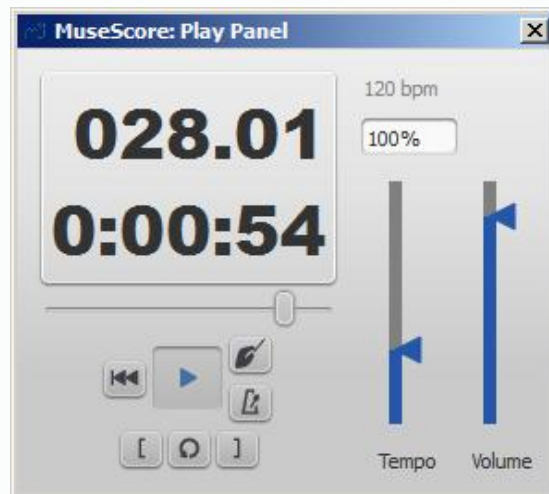 MuseScore: Play Panel
120 bpm
028.01
100%
0:00:54
[ ]
Tempo Volume